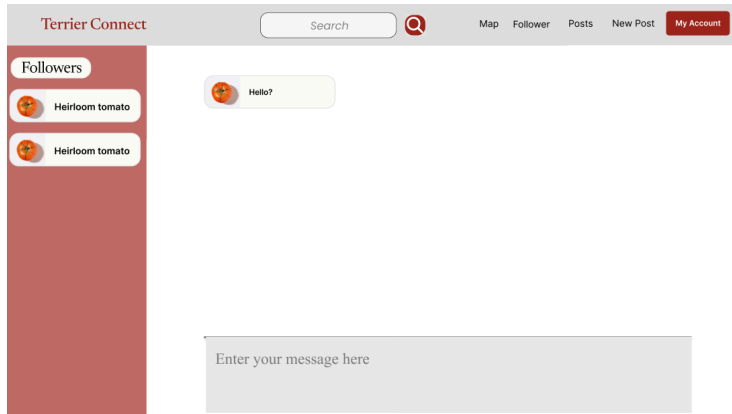 Terrier Connect
Search
Map Follower Posts New Post My Account
Followers
Heirloom tomato
Heirloom tomato
Hello?
Enter your message here